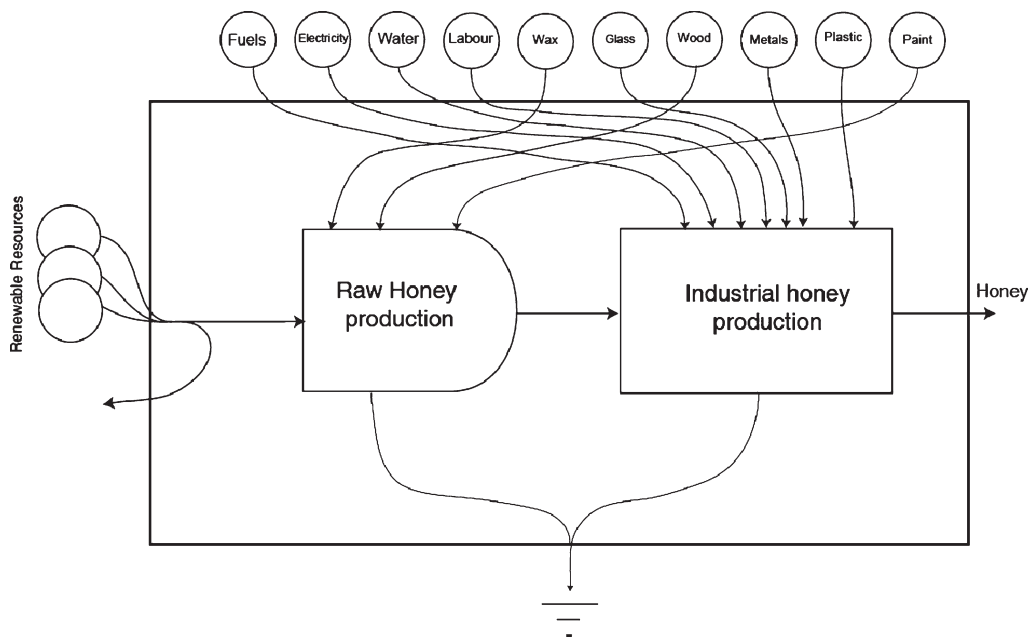 Fuels
Electricity
Water
Labour
Wax
Glass
Wood
Metals
Plastic
Paint
Renewable Resources
Raw Honey
production
Industrial honey
production
Honey